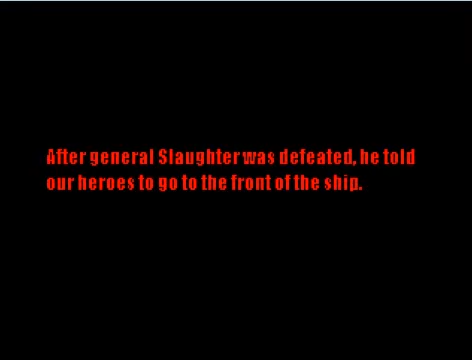 After general Slaughter was defeated, he told
our heroes to go to the front of the ship.